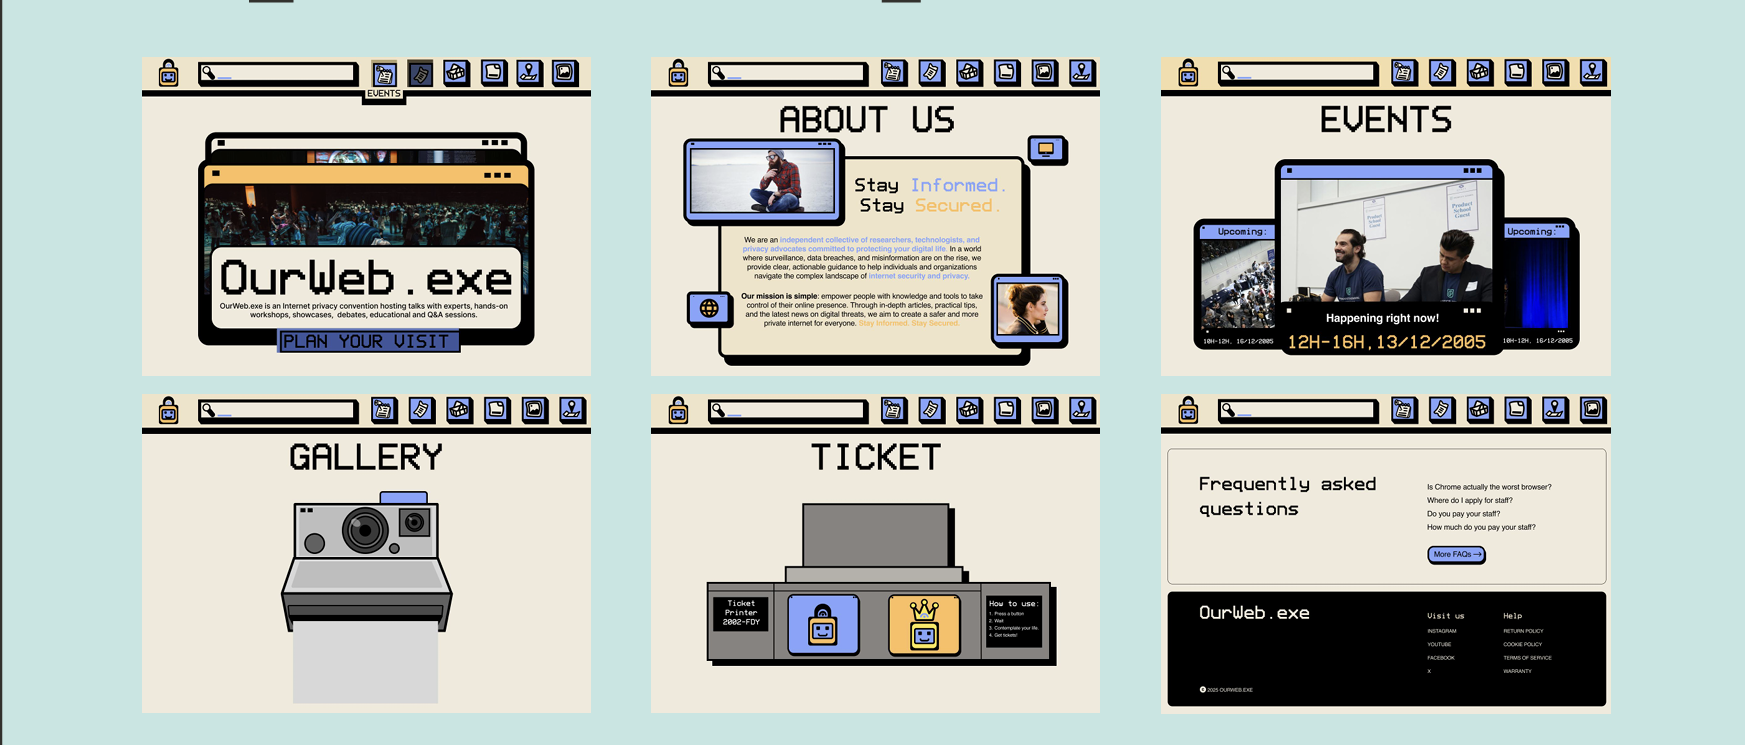 EVENTS
OurWeb.exe
OurWeb.exe is an Internet privacy convention hosting talks with experts, hands-on
workshops, showcases, debates, educational and Q&A sessions.
PLAN YOUR VISIT
ABOUT US
Stay Informed.
Stay Secured.
We are an independent collective of researchers, technologists, and
privacy advocates committed to protecting your digital life. In a world
where surveillance, data breaches, and misinformation are on the rise, we
provide clear, actionable guidance to help individuals and organizations
navigate the complex landscape of internet security and privacy.
Our mission is simple: empower people with knowledge and tools to take
control of their online presence. Through in-depth articles, practical tips,
and the latest news on digital threats, we aim to create a safer and more
private internet for everyone. Stay Informed. Stay Secured.
EVENTS
Upcoming:
10H-12H, 16/12/2005
Product
School
Guest
Product
School
Guest
Happening right now!
12H-16H,13/12/2005
Upcoming:
10H-12H, 16/12/2005
GALLERY
TICKET
Ticket
Printer
2002-FDY
How to use:
1. Press a button
2. Wait
3. Contemplate your life.
4. Get tickets!
Frequently asked
questions
Is Chrome actually the worst browser?
Where do I apply for staff?
Do you pay your staff?
How much do you pay your staff?
More FAQs →
OurWeb.exe
Visit us
INSTAGRAM
YOUTUBE
FACEBOOK
X
Help
RETURN POLICY
COOKIE POLICY
TERMS OF SERVICE
WARRANTY
© 2025 OURWEB.EXE